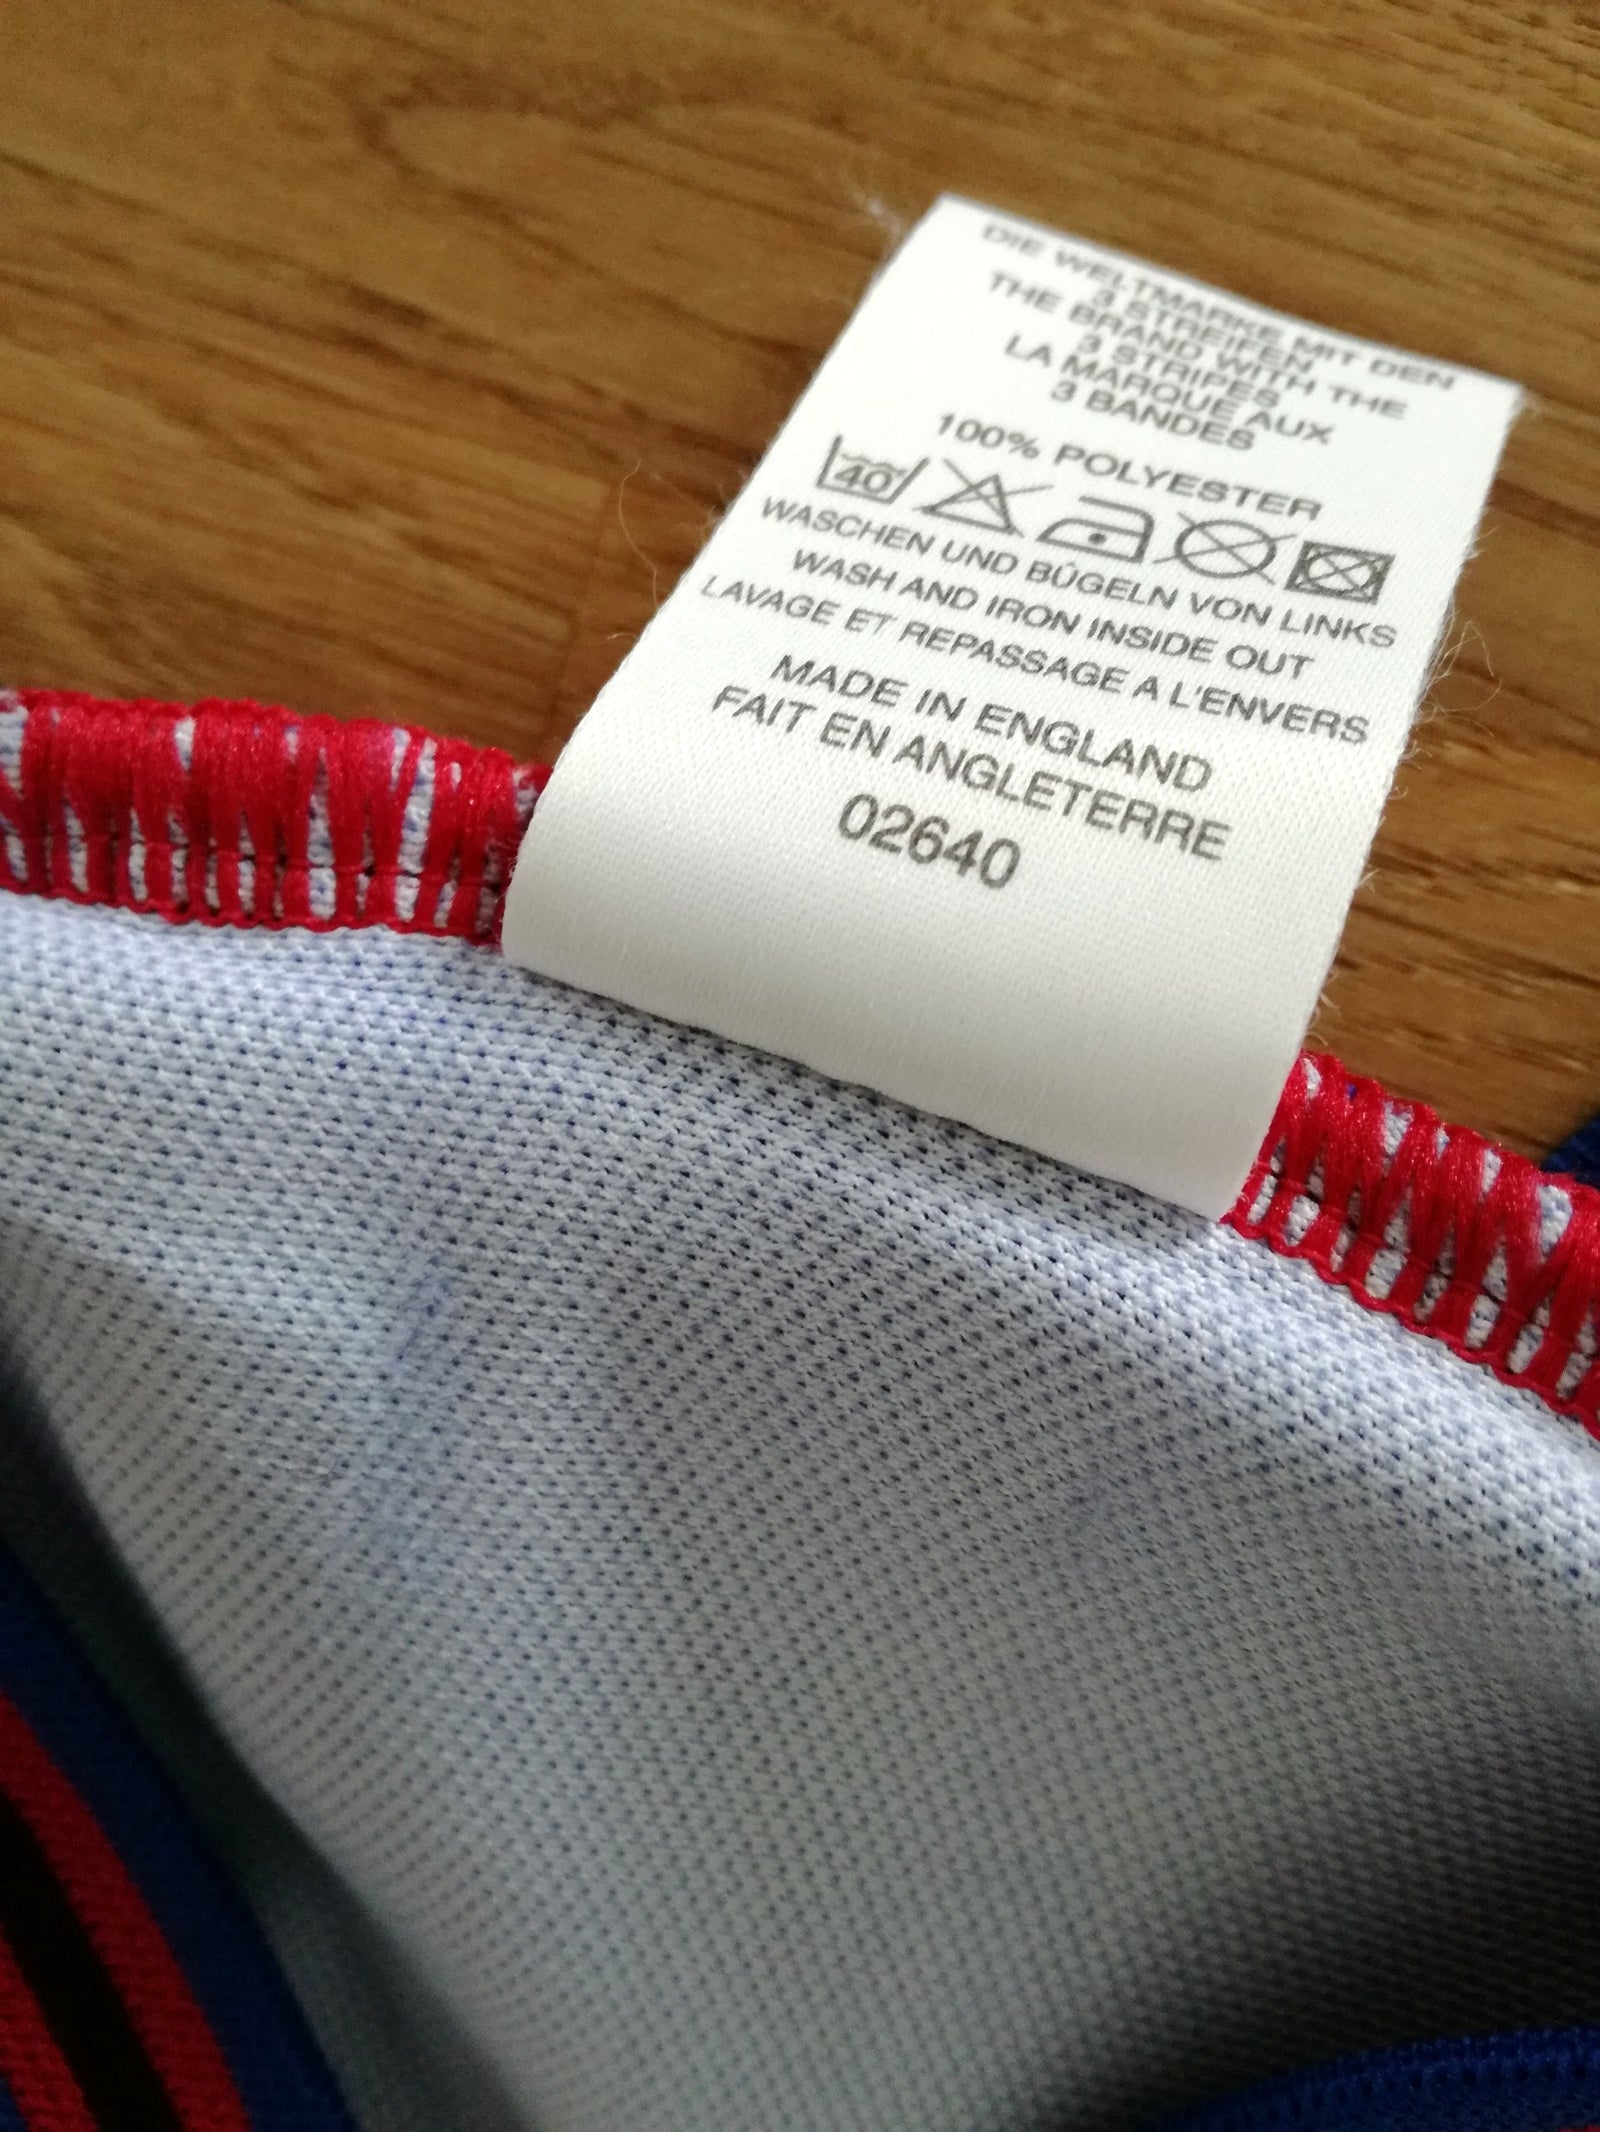 DIE WELTMARKE MIT DEN
3 STREIFEN
THE BRAND WITH THE
3 STRIPES
LA MARQUE AUX
3 BANDES
100% POLYESTER
40
WASCHEN UND BÜGELN VON LINKS
WASH AND IRON INSIDE OUT
LAVAGE ET REPASSAGE A L'ENVERS
MADE IN ENGLAND
FAIT EN ANGLETERRE
02640